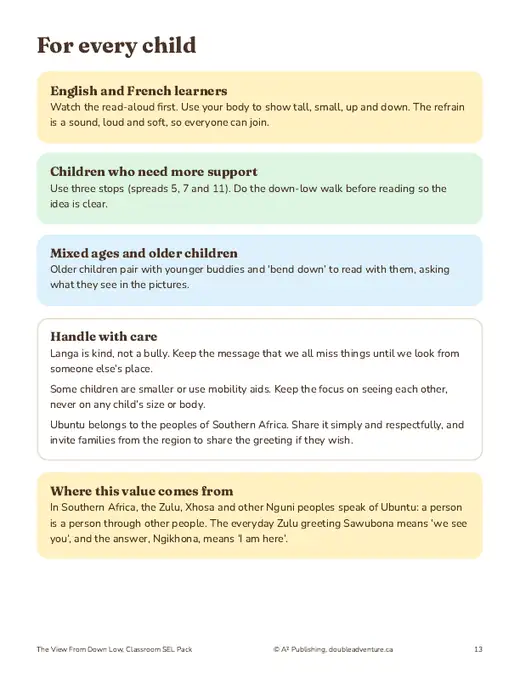 For every child
English and French learners
Watch the read-aloud first. Use your body to show tall, small, up and down. The refrain
is a sound, loud and soft, so everyone can join.
Children who need more support
Use three stops (spreads 5, 7 and 11). Do the down-low walk before reading so the
idea is clear.
Mixed ages and older children
Older children pair with younger buddies and 'bend down' to read with them, asking
what they see in the pictures.
Handle with care
Langa is kind, not a bully. Keep the message that we all miss things until we look from
someone else's place.
Some children are smaller or use mobility aids. Keep the focus on seeing each other,
never on any child's size or body.
Ubuntu belongs to the peoples of Southern Africa. Share it simply and respectfully, and
invite families from the region to share the greeting if they wish.
Where this value comes from
In Southern Africa, the Zulu, Xhosa and other Nguni peoples speak of Ubuntu: a person
is a person through other people. The everyday Zulu greeting Sawubona means 'we see
you', and the answer, Ngikhona, means 'I am here'.
The View From Down Low, Classroom SEL Pack
© A² Publishing, doubleadventure.ca
13